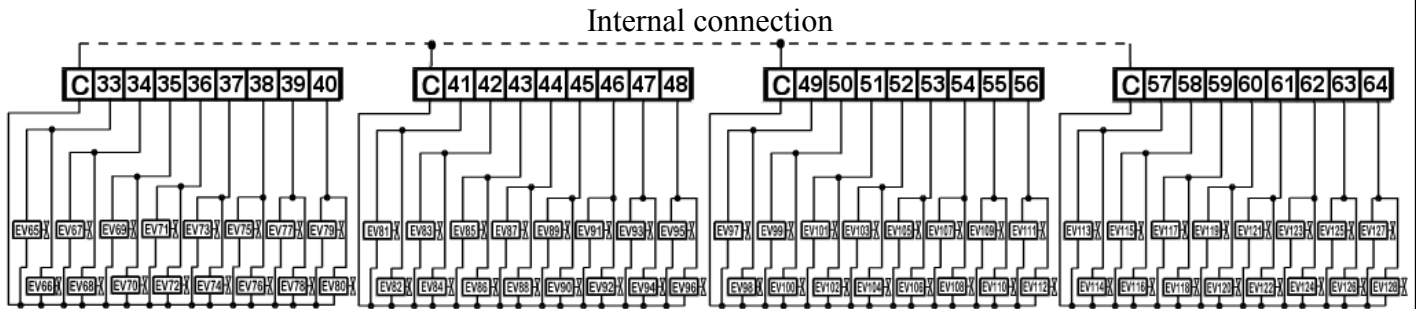 Internal connection
C 33 34 35 36 37 38 39 40 C 41 42 43 44 45 46 47 48 C 49 50 51 52 53 54 55 56 C 57 58 59 60 61 62 63 64
EV65 EV67 EV69 EV71 EV73 EV75 EV77 EV79 EV81 EV83 EV85 EV87 EV89 EV91 EV93 EV95 EV97 EV99 EV101 EV103 EV105 EV107 EV109 EV111 EV113 EV115 EV117 EV119 EV121 EV123 EV125 EV127
EV66 EV68 EV70 EV72 EV74 EV76 EV78 EV80 EV82 EV84 EV86 EV88 EV90 EV92 EV94 EV96 EV98 EV100 EV102 EV104 EV106 EV108 EV110 EV112 EV114 EV116 EV118 EV120 EV122 EV124 EV126 EV128